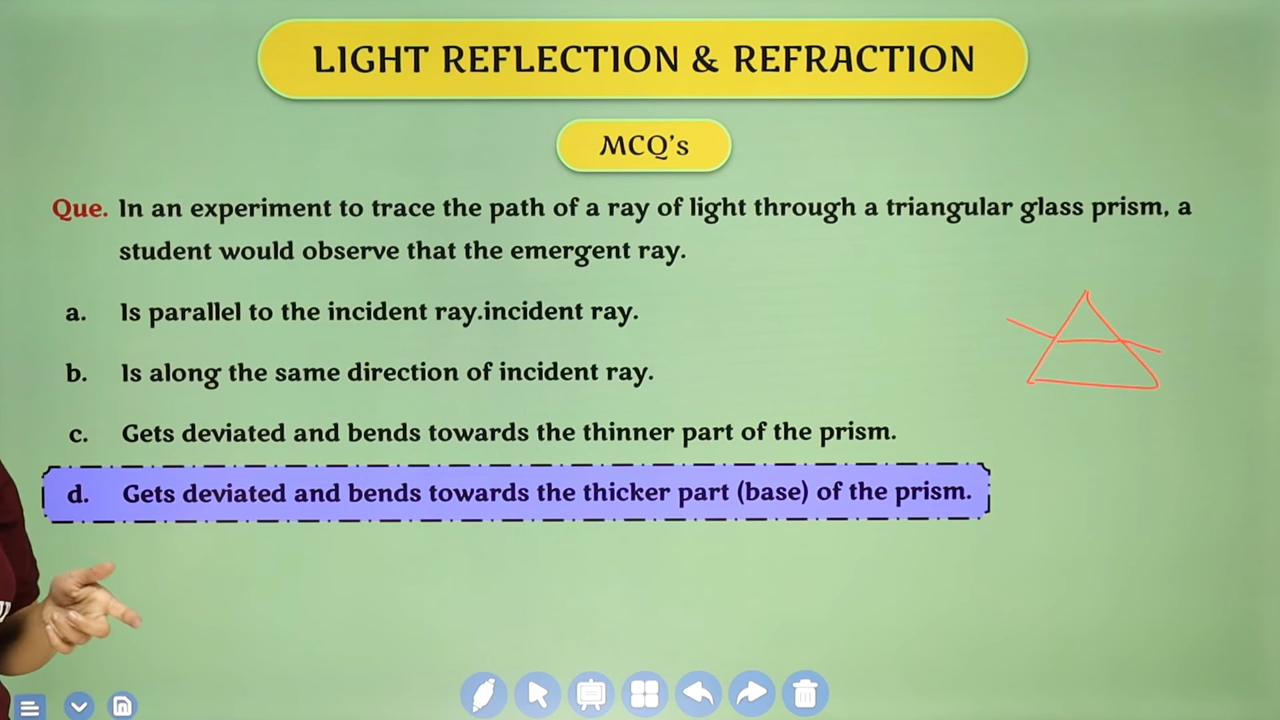 LIGHT REFLECTION & REFRACTION
MCQ's
Que. In an experiment to trace the path of a ray of light through a triangular glass prism, a
student would observe that the emergent ray.
a. Is parallel to the incident ray.incident ray.
b. Is along the same direction of incident ray.
c. Gets deviated and bends towards the thinner part of the prism.
d. Gets deviated and bends towards the thicker part (base) of the prism.